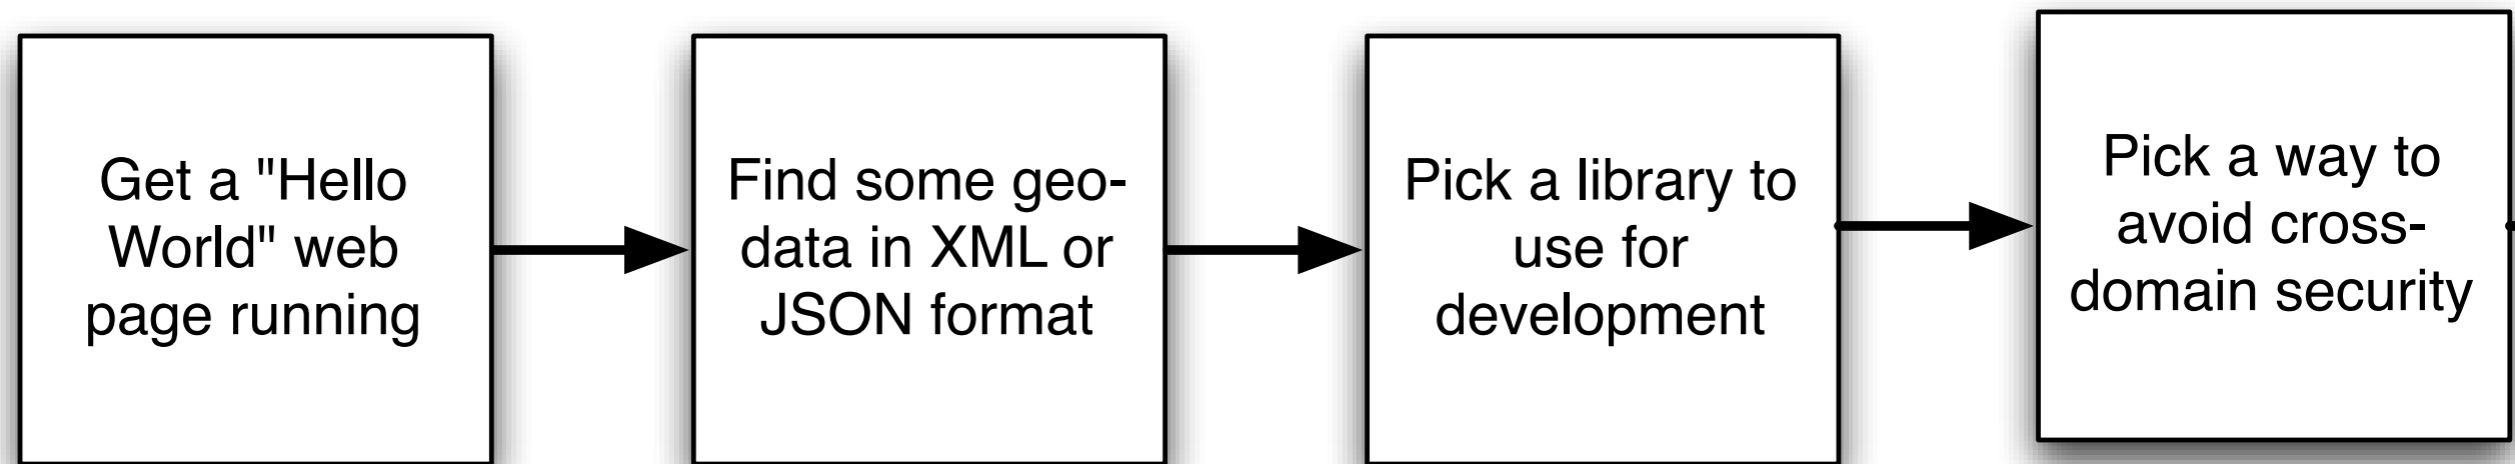 Get a "Hello
World" web
page running
Find some geo-
data in XML or
JSON format
Pick a library to
use for
development
Pick a way to
avoid cross-
domain security